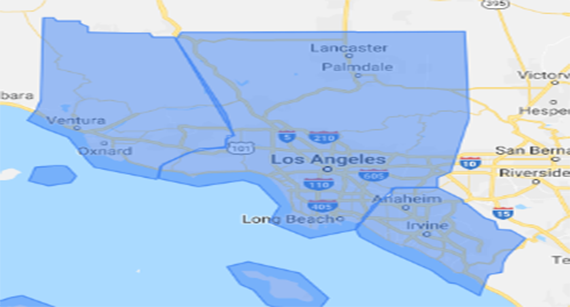 395
Lancaster
Palmdale
Victorv
Hespe
bara
Ventura
Oxnard
101
5
210
San Berna
Los Angeles
10
Riverside
110
605
405
Anaheim
15
Long Beach
Irvine
Te